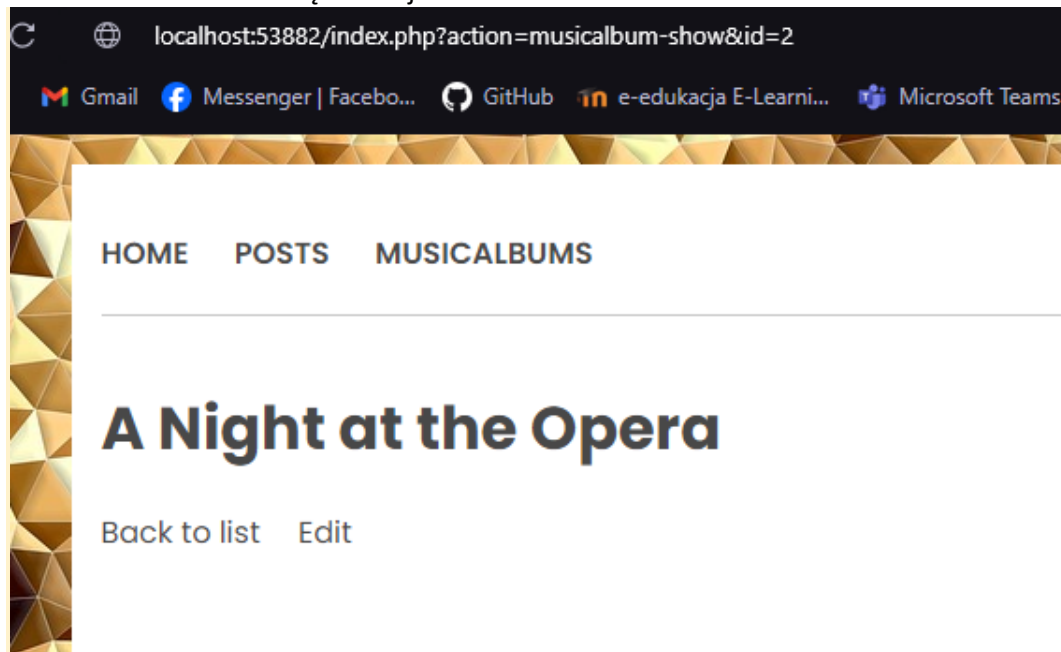 localhost:53882/index.php?action=musicalbum-show&id=2
Gmail Messenger | Facebo... GitHub e-edukacja E-Learni... Microsoft Teams
HOME POSTS MUSICALBUMS
A Night at the Opera
Back to list Edit